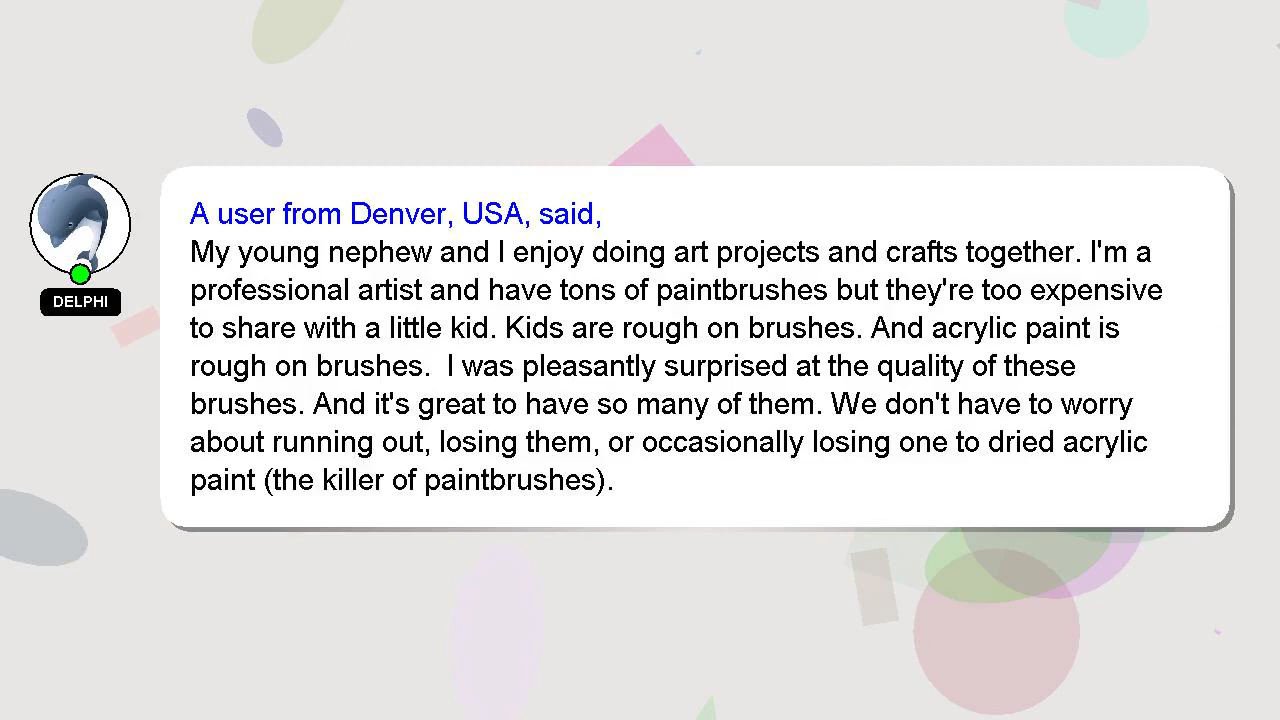 A user from Denver, USA, said,
My young nephew and I enjoy doing art projects and crafts together. I'm a
professional artist and have tons of paintbrushes but they're too expensive
to share with a little kid. Kids are rough on brushes. And acrylic paint is
rough on brushes.  I was pleasantly surprised at the quality of these
brushes. And it's great to have so many of them. We don't have to worry
about running out, losing them, or occasionally losing one to dried acrylic
paint (the killer of paintbrushes).
DELPHI